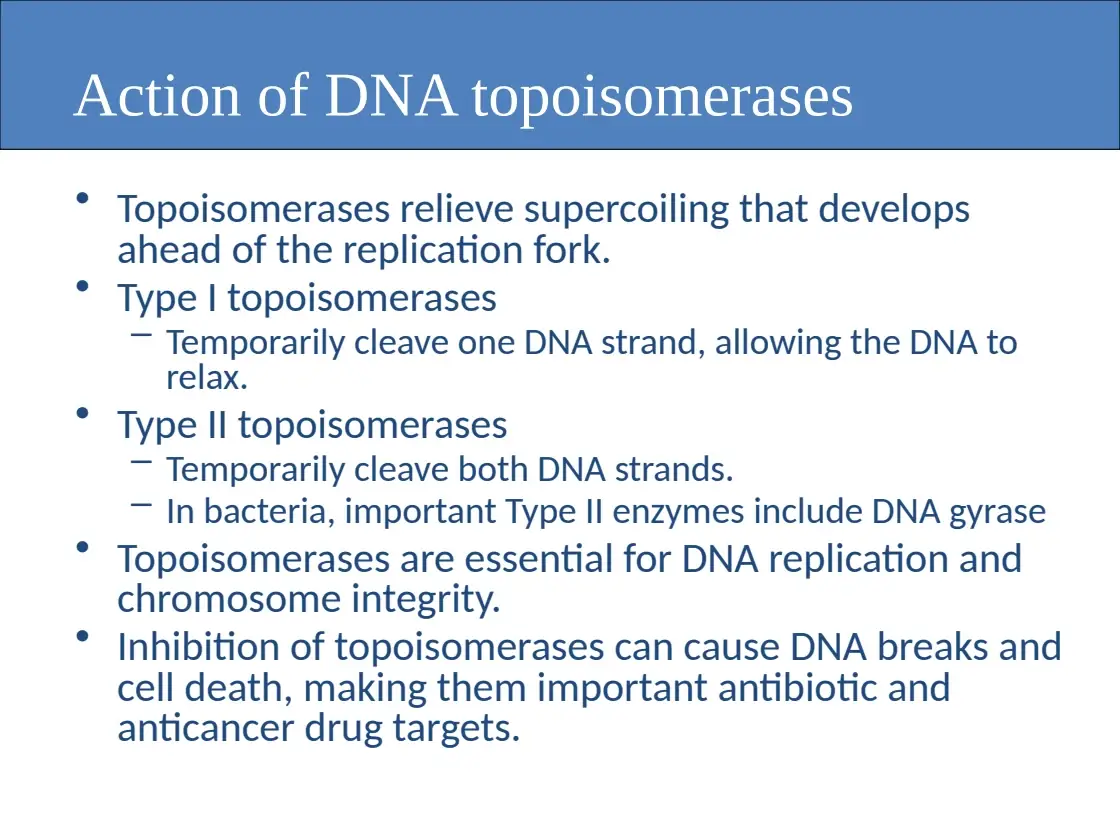 Action of DNA topoisomerases
• Topoisomerases relieve supercoiling that develops
ahead of the replication fork.
• Type I topoisomerases
– Temporarily cleave one DNA strand, allowing the DNA to
relax.
• Type II topoisomerases
– Temporarily cleave both DNA strands.
– In bacteria, important Type II enzymes include DNA gyrase
• Topoisomerases are essential for DNA replication and
chromosome integrity.
• Inhibition of topoisomerases can cause DNA breaks and
cell death, making them important antibiotic and
anticancer drug targets.